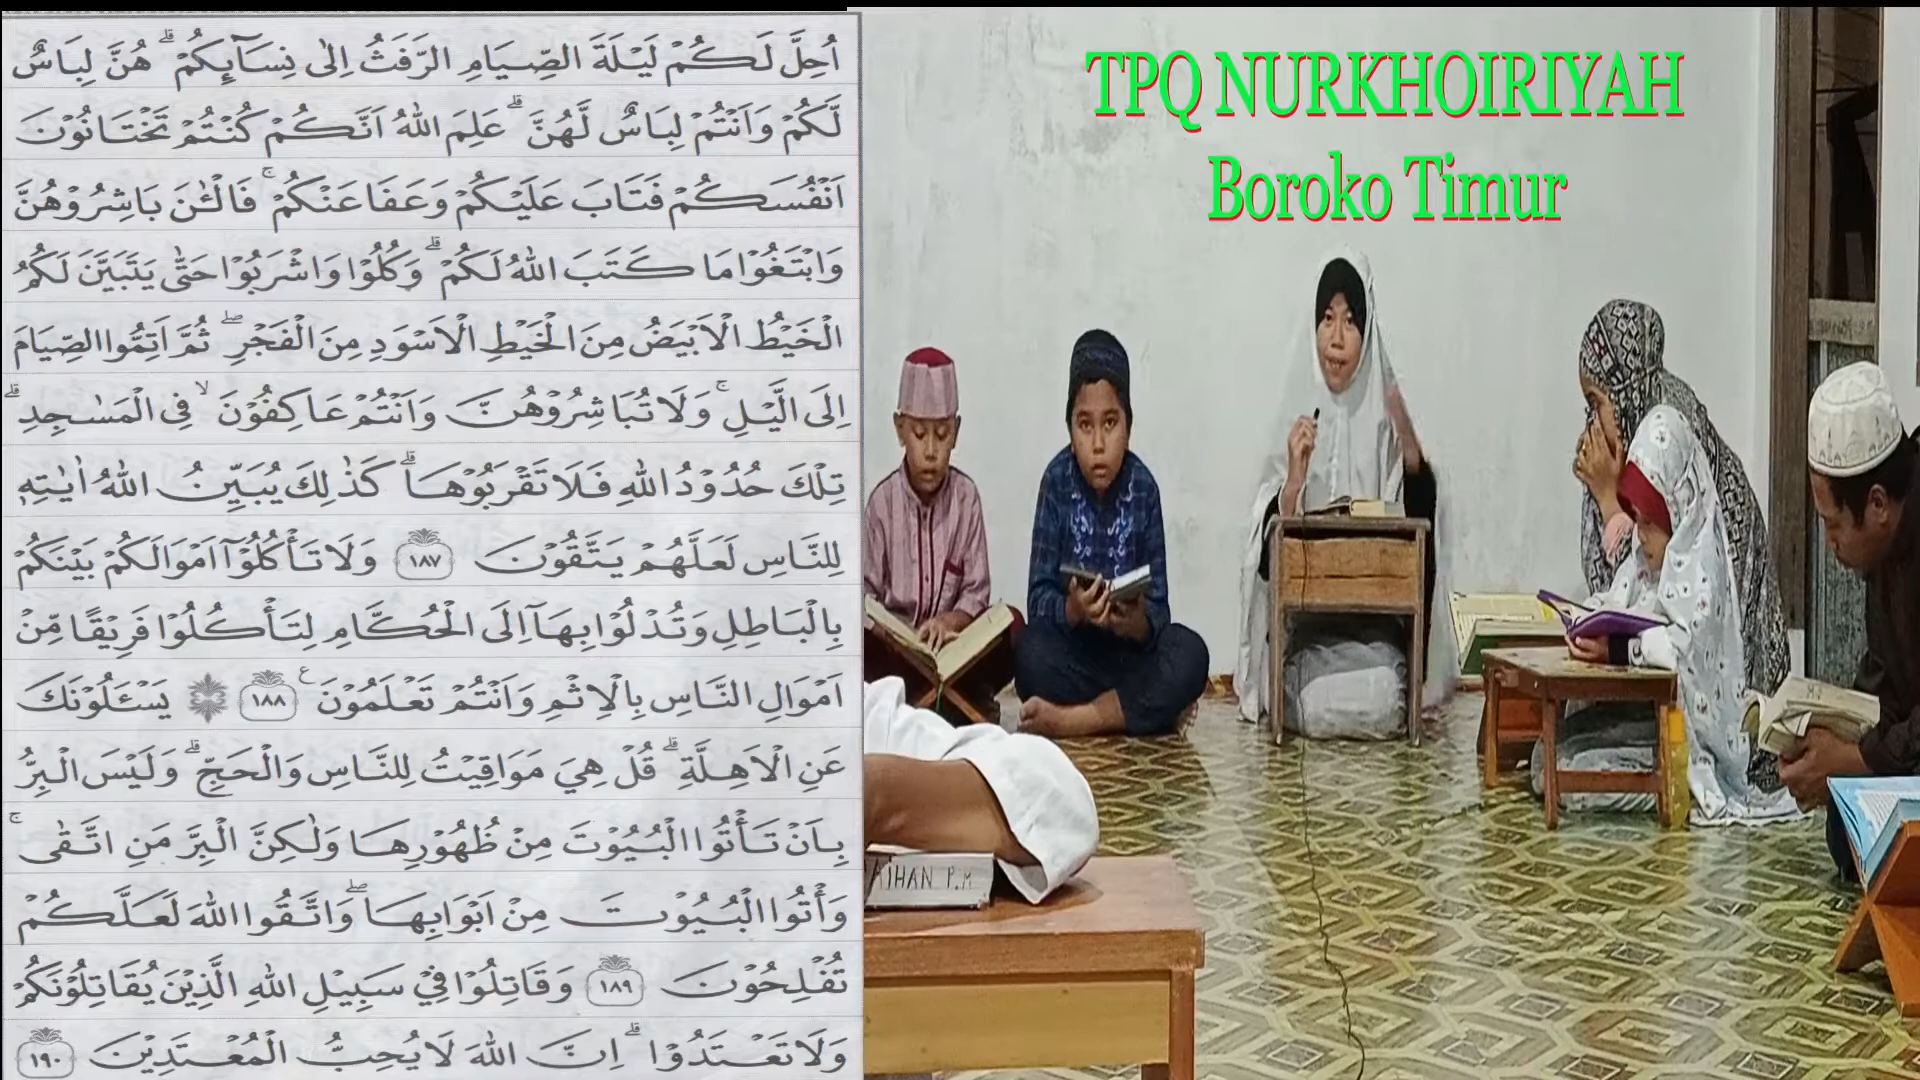 اُحِلَّ لَكُمْ لَيْلَةَ الصِّيَامِ الرَّفَثُ اِلٰى نِسَاۤىِٕكُمْ ۗ هُنَّ لِبَاسٌ
لَّكُمْ وَاَنْتُمْ لِبَاسٌ لَّهُنَّ ۗ عَلِمَ اللّٰهُ اَنَّكُمْ كُنْتُمْ تَخْتَانُوْنَ
اَنْفُسَكُمْ فَتَابَ عَلَيْكُمْ وَعَفَا عَنْكُمْ ۚ فَالْـٰٔنَ بَاشِرُوْهُنَّ
وَابْتَغُوْا مَا كَتَبَ اللّٰهُ لَكُمْ ۗ وَكُلُوْا وَاشْرَبُوْا حَتّٰى يَتَبَيَّنَ لَكُمُ
الْخَيْطُ الْاَبْيَضُ مِنَ الْخَيْطِ الْاَسْوَدِ مِنَ الْفَجْرِ ۖ ثُمَّ اَتِمُّوا الصِّيَامَ
اِلَى الَّيْلِ ۚ وَلَا تُبَاشِرُوْهُنَّ وَاَنْتُمْ عَاكِفُوْنَ ۙ فِى الْمَسٰجِدِ ۗ
تِلْكَ حُدُوْدُ اللّٰهِ فَلَا تَقْرَبُوْهَا ۗ كَذٰلِكَ يُبَيِّنُ اللّٰهُ اٰيٰتِهٖ
لِلنَّاسِ لَعَلَّهُمْ يَتَّقُوْنَ ١٨٧ وَلَا تَأْكُلُوْٓا اَمْوَالَكُمْ بَيْنَكُمْ
بِالْبَاطِلِ وَتُدْلُوْا بِهَآ اِلَى الْحُكَّامِ لِتَأْكُلُوْا فَرِيْقًا مِّنْ
اَمْوَالِ النَّاسِ بِالْاِثْمِ وَاَنْتُمْ تَعْلَمُوْنَ ࣖ ١٨٨ ۞ يَسْـَٔلُوْنَكَ
عَنِ الْاَهِلَّةِ ۗ قُلْ هِيَ مَوَاقِيْتُ لِلنَّاسِ وَالْحَجِّ ۗ وَلَيْسَ الْبِرُّ
بِاَنْ تَأْتُوا الْبُيُوْتَ مِنْ ظُهُوْرِهَا وَلٰكِنَّ الْبِرَّ مَنِ اتَّقٰى ۚ
وَأْتُوا الْبُيُوْتَ مِنْ اَبْوَابِهَا ۖ وَاتَّقُوا اللّٰهَ لَعَلَّكُمْ
تُفْلِحُوْنَ ١٨٩ وَقَاتِلُوْا فِيْ سَبِيْلِ اللّٰهِ الَّذِيْنَ يُقَاتِلُوْنَكُمْ
وَلَا تَعْتَدُوْا ۗ اِنَّ اللّٰهَ لَا يُحِبُّ الْمُعْتَدِيْنَ ١٩٠
TPQ NURKHOIRIYAH
Boroko Timur
AIHAN P.M